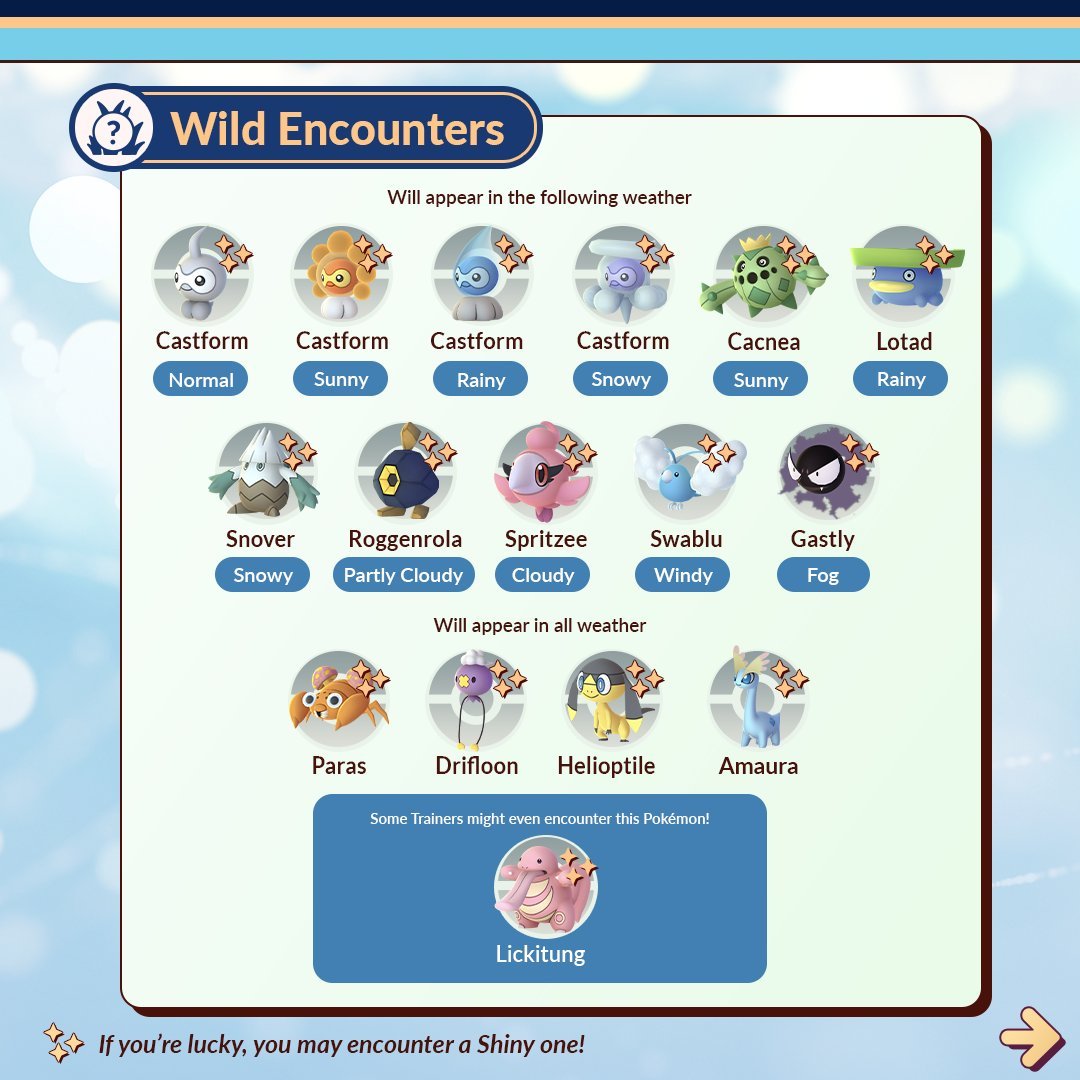 ?
Wild Encounters
Will appear in the following weather
Castform Castform Castform Castform Cacnea Lotad
Normal Sunny Rainy Snowy Sunny Rainy
Snover Roggenrola Spritzee Swablu Gastly
Snowy Partly Cloudy Cloudy Windy Fog
Will appear in all weather
Paras Drifloon Helioptile Amaura
Some Trainers might even encounter this Pokémon!
Lickitung
If you're lucky, you may encounter a Shiny one!